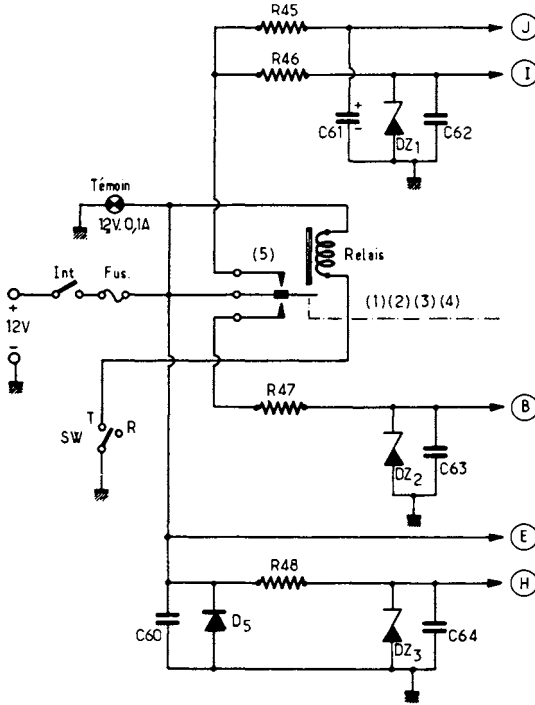 R45
J
R46
I
+
-
C61
DZ1
C62
Témoin
12V.0,1A
(5)
Relais
Int
Fus.
(1)(2)(3)(4)
+
12V
-
R47
B
T
R
SW
DZ2
C63
E
R48
H
C60
D5
DZ3
C64